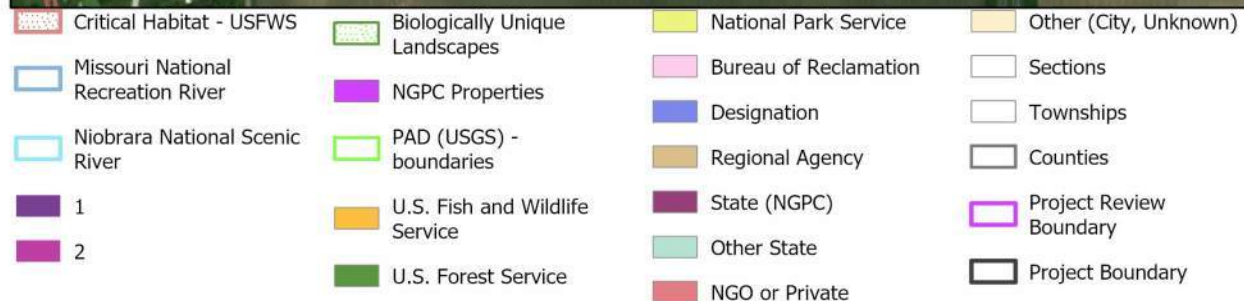 Critical Habitat - USFWS
Missouri National
Recreation River
Niobrara National Scenic
River
1
2
Biologically Unique
Landscapes
NGPC Properties
PAD (USGS) -
boundaries
U.S. Fish and Wildlife
Service
U.S. Forest Service
National Park Service
Bureau of Reclamation
Designation
Regional Agency
State (NGPC)
Other State
NGO or Private
Other (City, Unknown)
Sections
Townships
Counties
Project Review
Boundary
Project Boundary